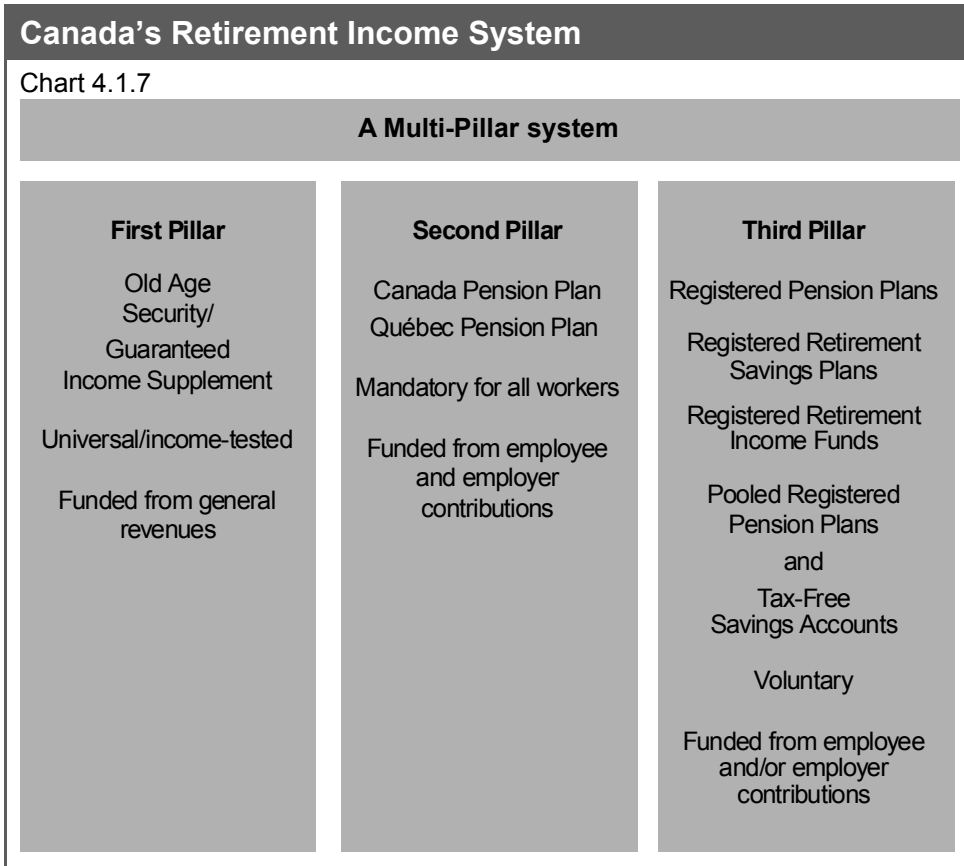 Canada's Retirement Income System
Chart 4.1.7
A Multi-Pillar system
First Pillar
Old Age
Security/
Guaranteed
Income Supplement
Universal/income-tested
Funded from general
revenues
Second Pillar
Canada Pension Plan
Québec Pension Plan
Mandatory for all workers
Funded from employee
and employer
contributions
Third Pillar
Registered Pension Plans
Registered Retirement
Savings Plans
Registered Retirement
Income Funds
Pooled Registered
Pension Plans
and
Tax-Free
Savings Accounts
Voluntary
Funded from employee
and/or employer
contributions